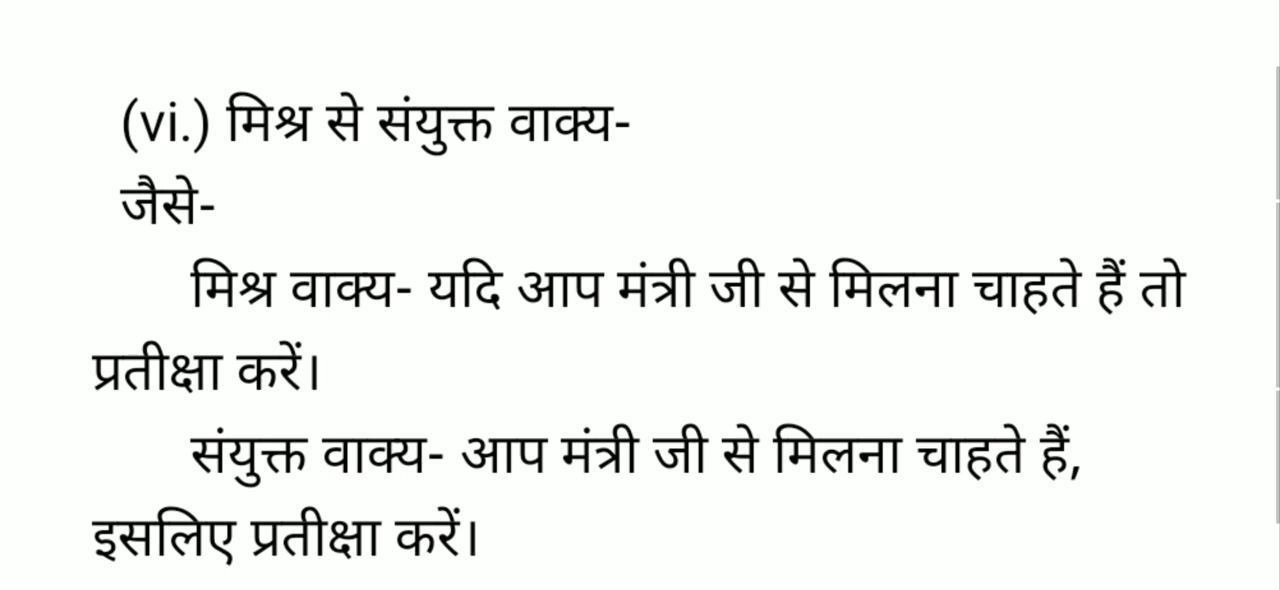 (vi.) मिश्र से संयुक्त वाक्य-
जैसे-
मिश्र वाक्य- यदि आप मंत्री जी से मिलना चाहते हैं तो
प्रतीक्षा करें।
संयुक्त वाक्य- आप मंत्री जी से मिलना चाहते हैं,
इसलिए प्रतीक्षा करें।